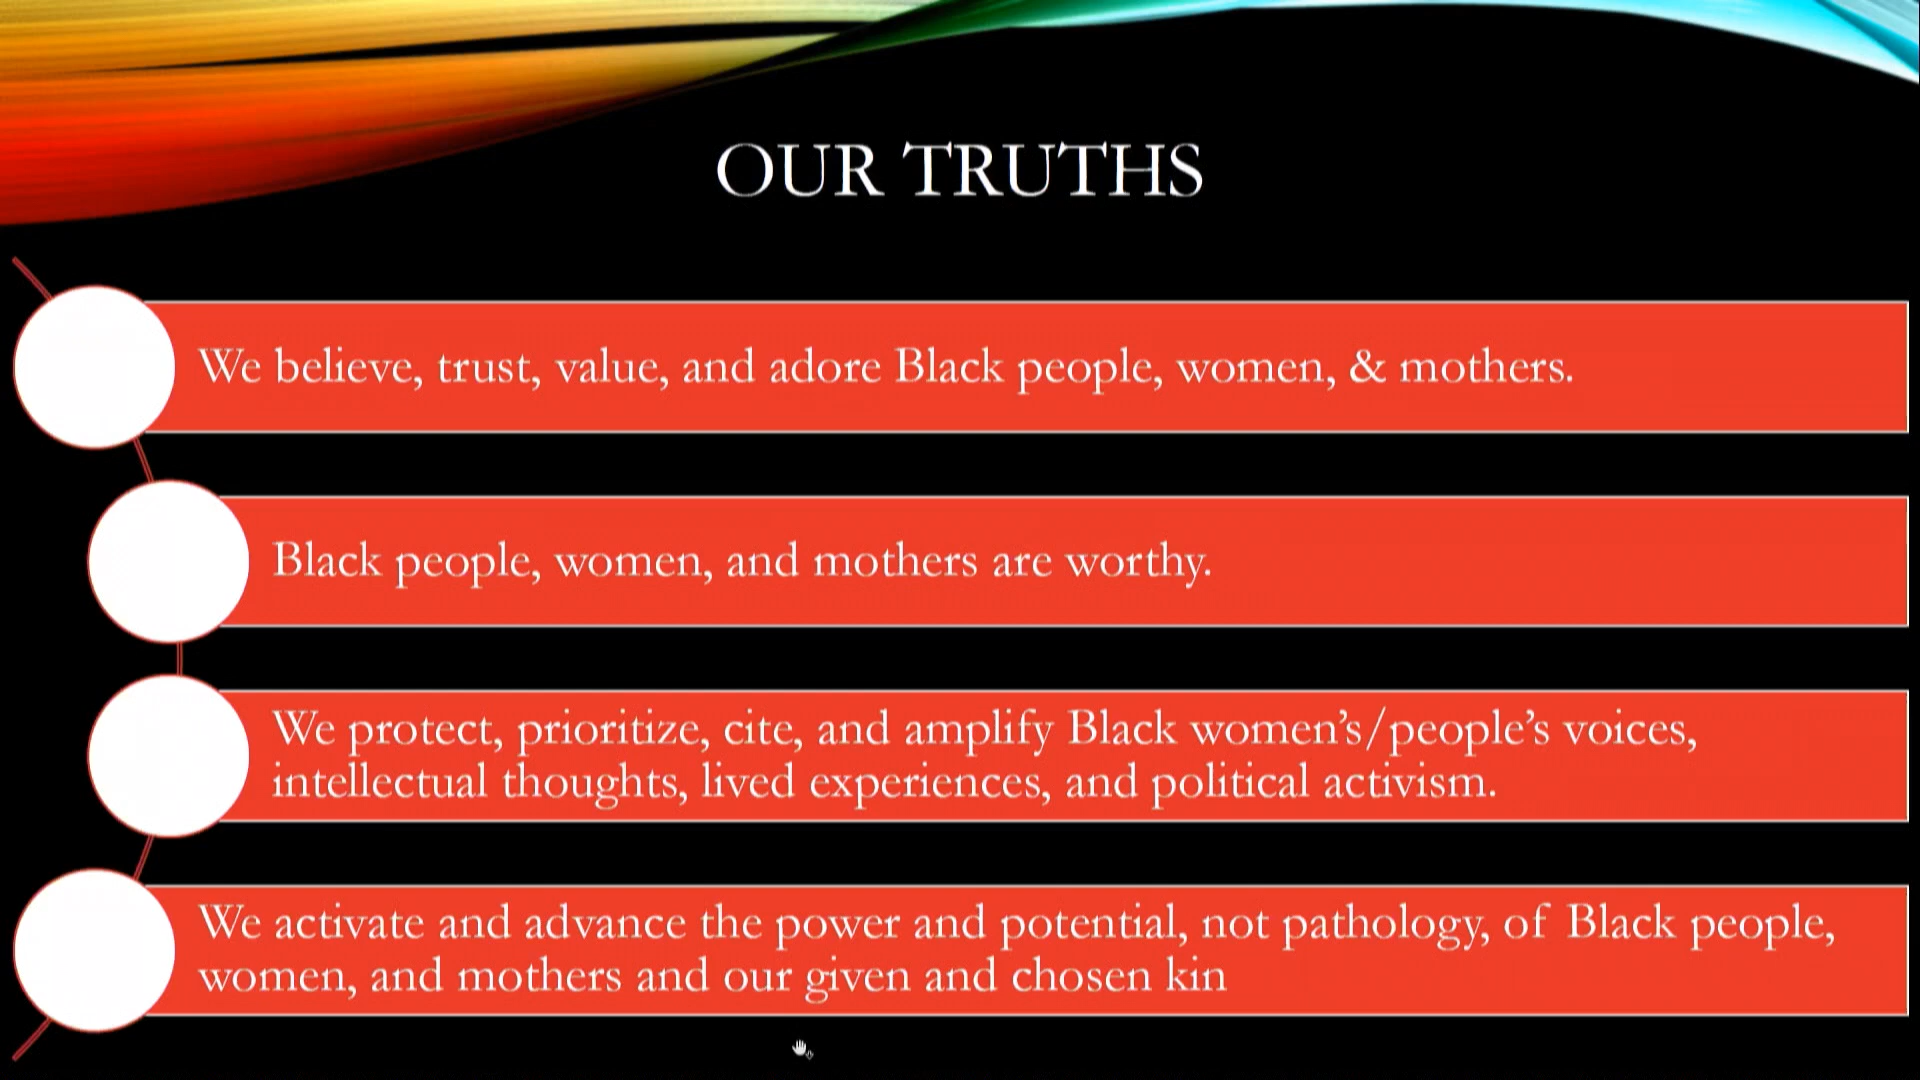 OUR TRUTHS
We believe, trust, value, and adore Black people, women, & mothers.
Black people, women, and mothers are worthy.
We protect, prioritize, cite, and amplify Black women’s/people’s voices,
intellectual thoughts, lived experiences, and political activism.
We activate and advance the power and potential, not pathology, of Black people,
women, and mothers and our given and chosen kin